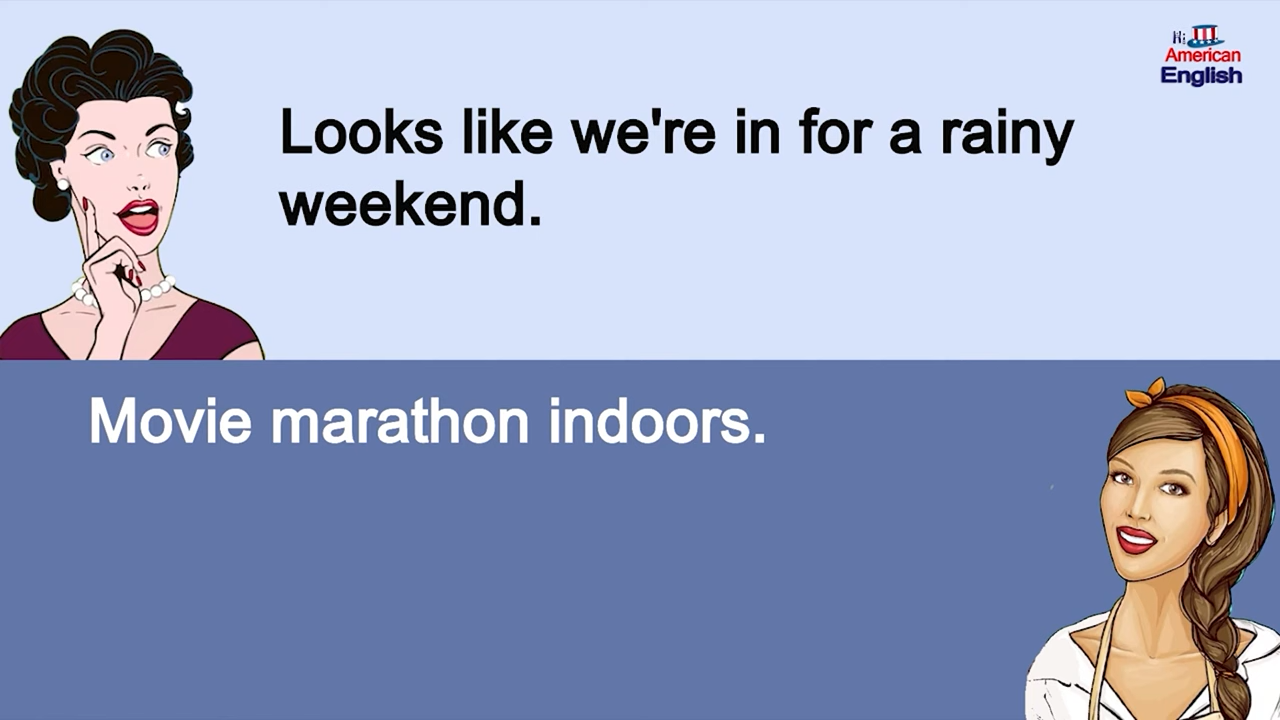 Hi
American
English
Looks like we're in for a rainy
weekend.
Movie marathon indoors.